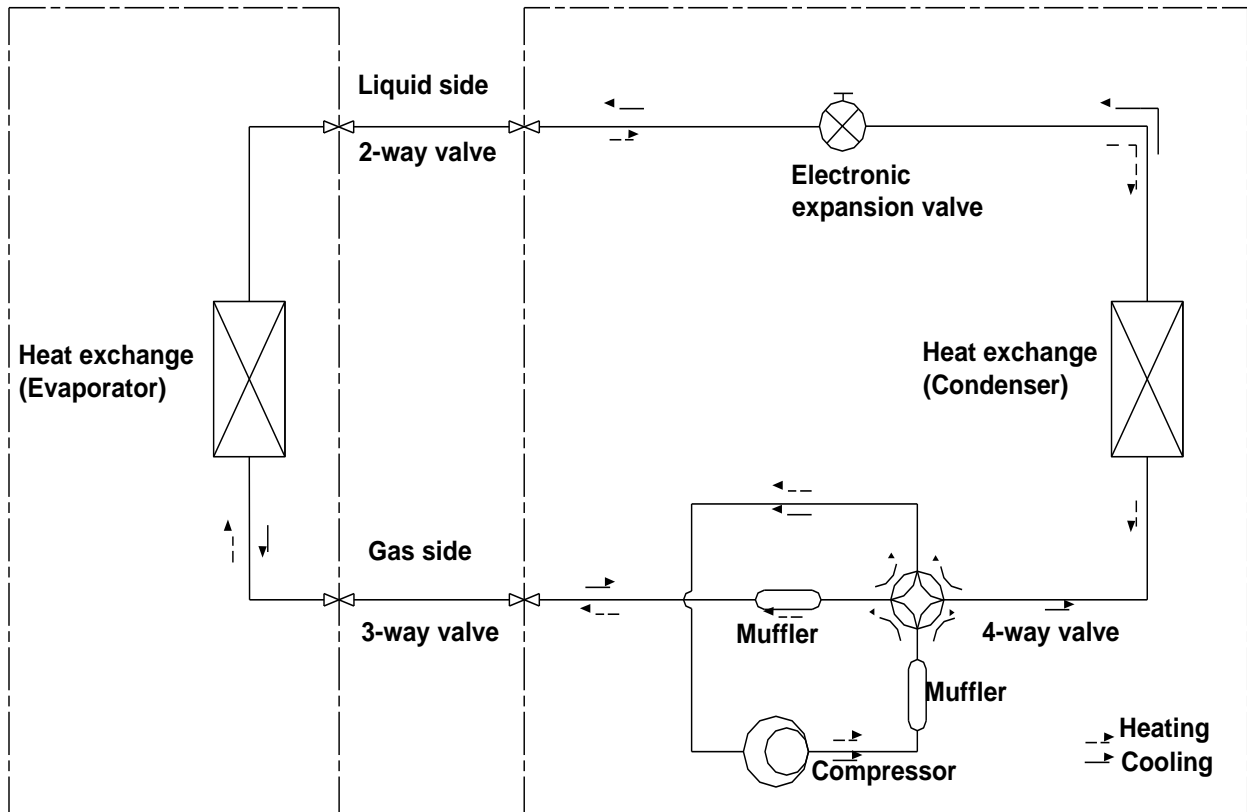 Liquid side
2-way valve
Electronic
expansion valve
Heat exchange
(Evaporator)
Heat exchange
(Condenser)
Gas side
3-way valve
Muffler
4-way valve
Muffler
Compressor
Heating
Cooling